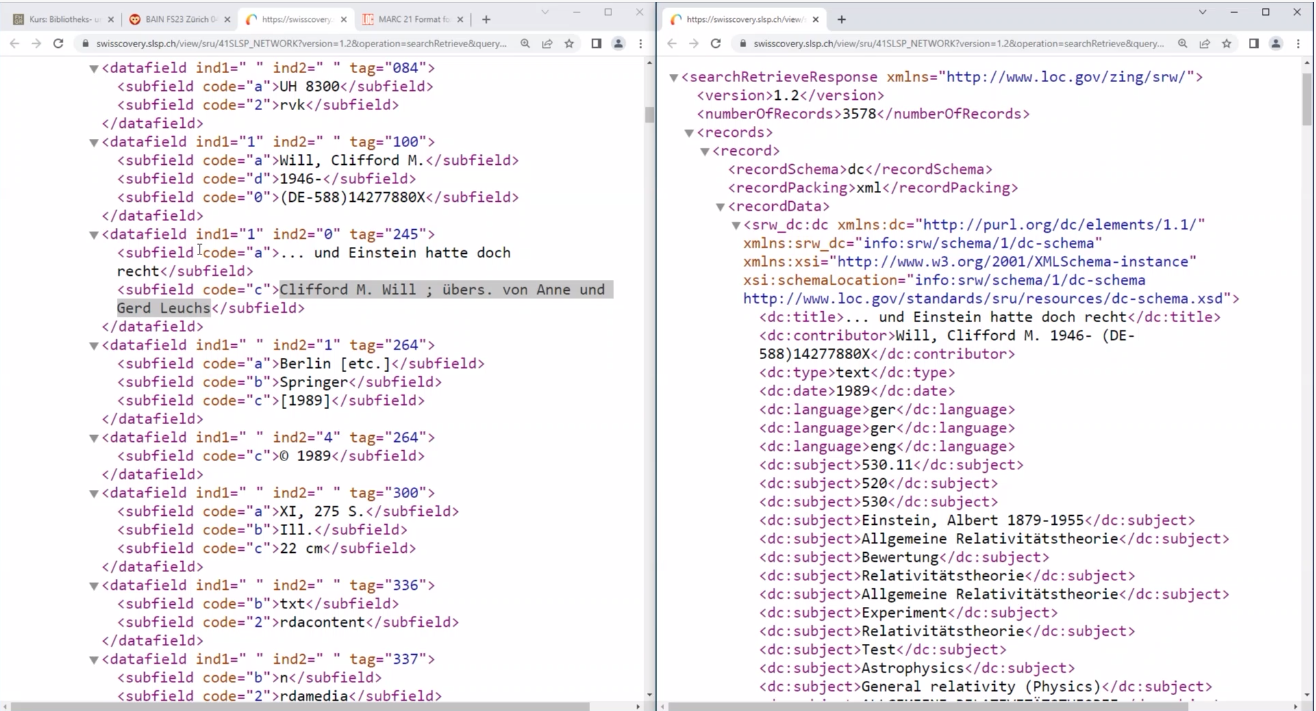 Kurs: Bibliotheks- u
BAIN FS23 Zürich D
https://swisscovery.slsp.ch/
MARC 21 Format fo
swisscovery.slsp.ch/view/sru/41SLSP_NETWORK?version=1.2&operation=searchRetrieve&query...
▼<datafield ind1=" " ind2=" " tag="084">
<subfield code="a">UH 8300</subfield>
<subfield code="2">rvk</subfield>
</datafield>
▼<datafield ind1="1" ind2=" " tag="100">
<subfield code="a">Will, Clifford M.</subfield>
<subfield code="d">1946-</subfield>
<subfield code="0">(DE-588)14277880X</subfield>
</datafield>
▼<datafield ind1="1" ind2="0" tag="245">
<subfield code="a">... und Einstein hatte doch
recht</subfield>
<subfield code="c">Clifford M. Will ; übers. von Anne und
Gerd Leuchs</subfield>
</datafield>
▼<datafield ind1=" " ind2="1" tag="264">
<subfield code="a">Berlin [etc.]</subfield>
<subfield code="b">Springer</subfield>
<subfield code="c">[1989]</subfield>
</datafield>
▼<datafield ind1=" " ind2="4" tag="264">
<subfield code="c">© 1989</subfield>
</datafield>
▼<datafield ind1=" " ind2=" " tag="300">
<subfield code="a">XI, 275 S.</subfield>
<subfield code="b">Ill.</subfield>
<subfield code="c">22 cm</subfield>
</datafield>
▼<datafield ind1=" " ind2=" " tag="336">
<subfield code="b">txt</subfield>
<subfield code="2">rdacontent</subfield>
</datafield>
▼<datafield ind1=" " ind2=" " tag="337">
<subfield code="b">n</subfield>
<subfield code="2">rdamedia</subfield>
https://swisscovery.slsp.ch/view/
swisscovery.slsp.ch/view/sru/41SLSP_NETWORK?version=1.2&operation=searchRetrieve&query...
▼<searchRetrieveResponse xmlns="http://www.loc.gov/zing/srw/">
<version>1.2</version>
<numberOfRecords>3578</numberOfRecords>
▼<records>
▼<record>
<recordSchema>dc</recordSchema>
<recordPacking>xml</recordPacking>
▼<recordData>
▼<srw_dc:dc xmlns:dc="http://purl.org/dc/elements/1.1/"
xmlns:srw_dc="info:srw/schema/1/dc-schema"
xmlns:xsi="http://www.w3.org/2001/XMLSchema-instance"
xsi:schemaLocation="info:srw/schema/1/dc-schema
http://www.loc.gov/standards/sru/resources/dc-schema.xsd">
<dc:title>... und Einstein hatte doch recht</dc:title>
<dc:contributor>Will, Clifford M. 1946- (DE-
588)14277880X</dc:contributor>
<dc:type>text</dc:type>
<dc:date>1989</dc:date>
<dc:language>ger</dc:language>
<dc:language>ger</dc:language>
<dc:language>eng</dc:language>
<dc:subject>530.11</dc:subject>
<dc:subject>520</dc:subject>
<dc:subject>530</dc:subject>
<dc:subject>Einstein, Albert 1879-1955</dc:subject>
<dc:subject>Allgemeine Relativitätstheorie</dc:subject>
<dc:subject>Bewertung</dc:subject>
<dc:subject>Relativitätstheorie</dc:subject>
<dc:subject>Allgemeine Relativitätstheorie</dc:subject>
<dc:subject>Experiment</dc:subject>
<dc:subject>Relativitätstheorie</dc:subject>
<dc:subject>Test</dc:subject>
<dc:subject>Astrophysics</dc:subject>
<dc:subject>General relativity (Physics)</dc:subject>